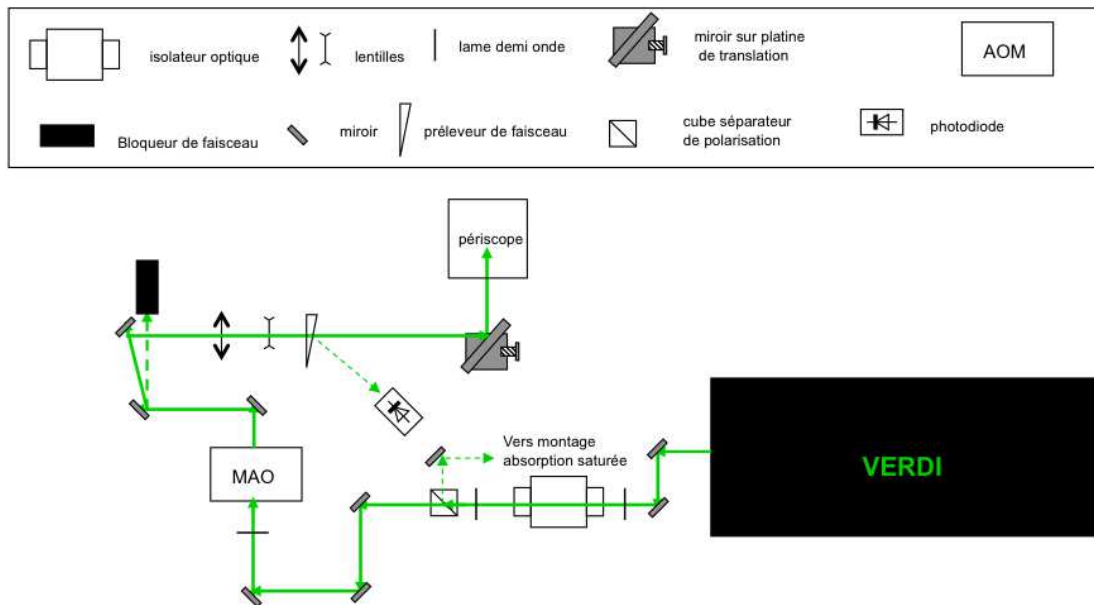 isolateur optique
lentilles
lame demi onde
miroir sur platine
de translation
AOM
Bloqueur de faisceau
miroir
préleveur de faisceau
cube séparateur
de polarisation
photodiode
périscope
Vers montage
absorption saturée
VERDI
MAO